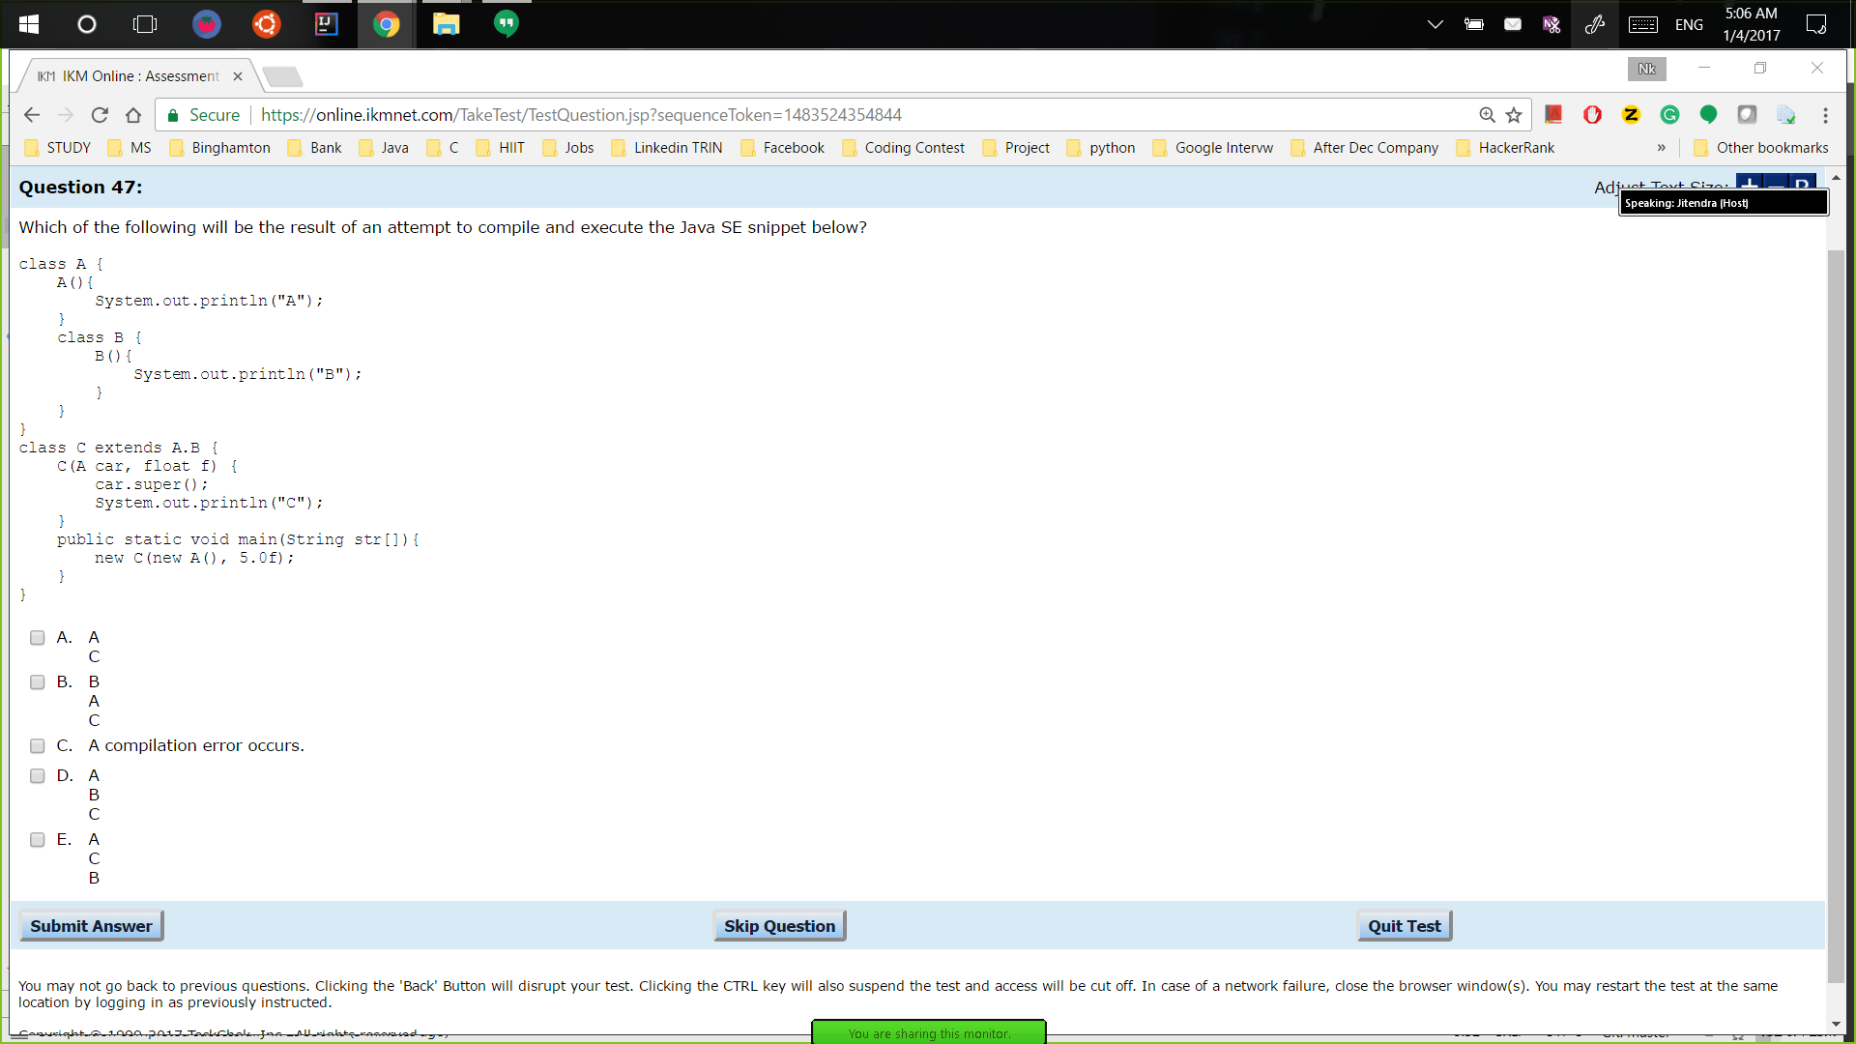 ENG
5:06 AM
1/4/2017
IKM IKM Online : Assessment
Nk
Secure https://online.ikmnet.com/TakeTest/TestQuestion.jsp?sequenceToken=1483524354844
STUDY MS Binghamton Bank Java C HIIT Jobs Linkedin TRIN Facebook Coding Contest Project python Google Intervw After Dec Company HackerRank » Other bookmarks
Question 47:
Adjust Text Size:
Speaking: Jitendra (Host)
Which of the following will be the result of an attempt to compile and execute the Java SE snippet below?
class A {
    A(){
        System.out.println("A");
    }
    class B {
        B(){
            System.out.println("B");
        }
    }
}
class C extends A.B {
    C(A car, float f) {
        car.super();
        System.out.println("C");
    }
    public static void main(String str[]){
        new C(new A(), 5.0f);
    }
}
A. A
C
B. B
A
C
C. A compilation error occurs.
D. A
B
C
E. A
C
B
Submit Answer Skip Question Quit Test
You may not go back to previous questions. Clicking the 'Back' Button will disrupt your test. Clicking the CTRL key will also suspend the test and access will be cut off. In case of a network failure, close the browser window(s). You may restart the test at the same
location by logging in as previously instructed.
You are sharing this monitor.